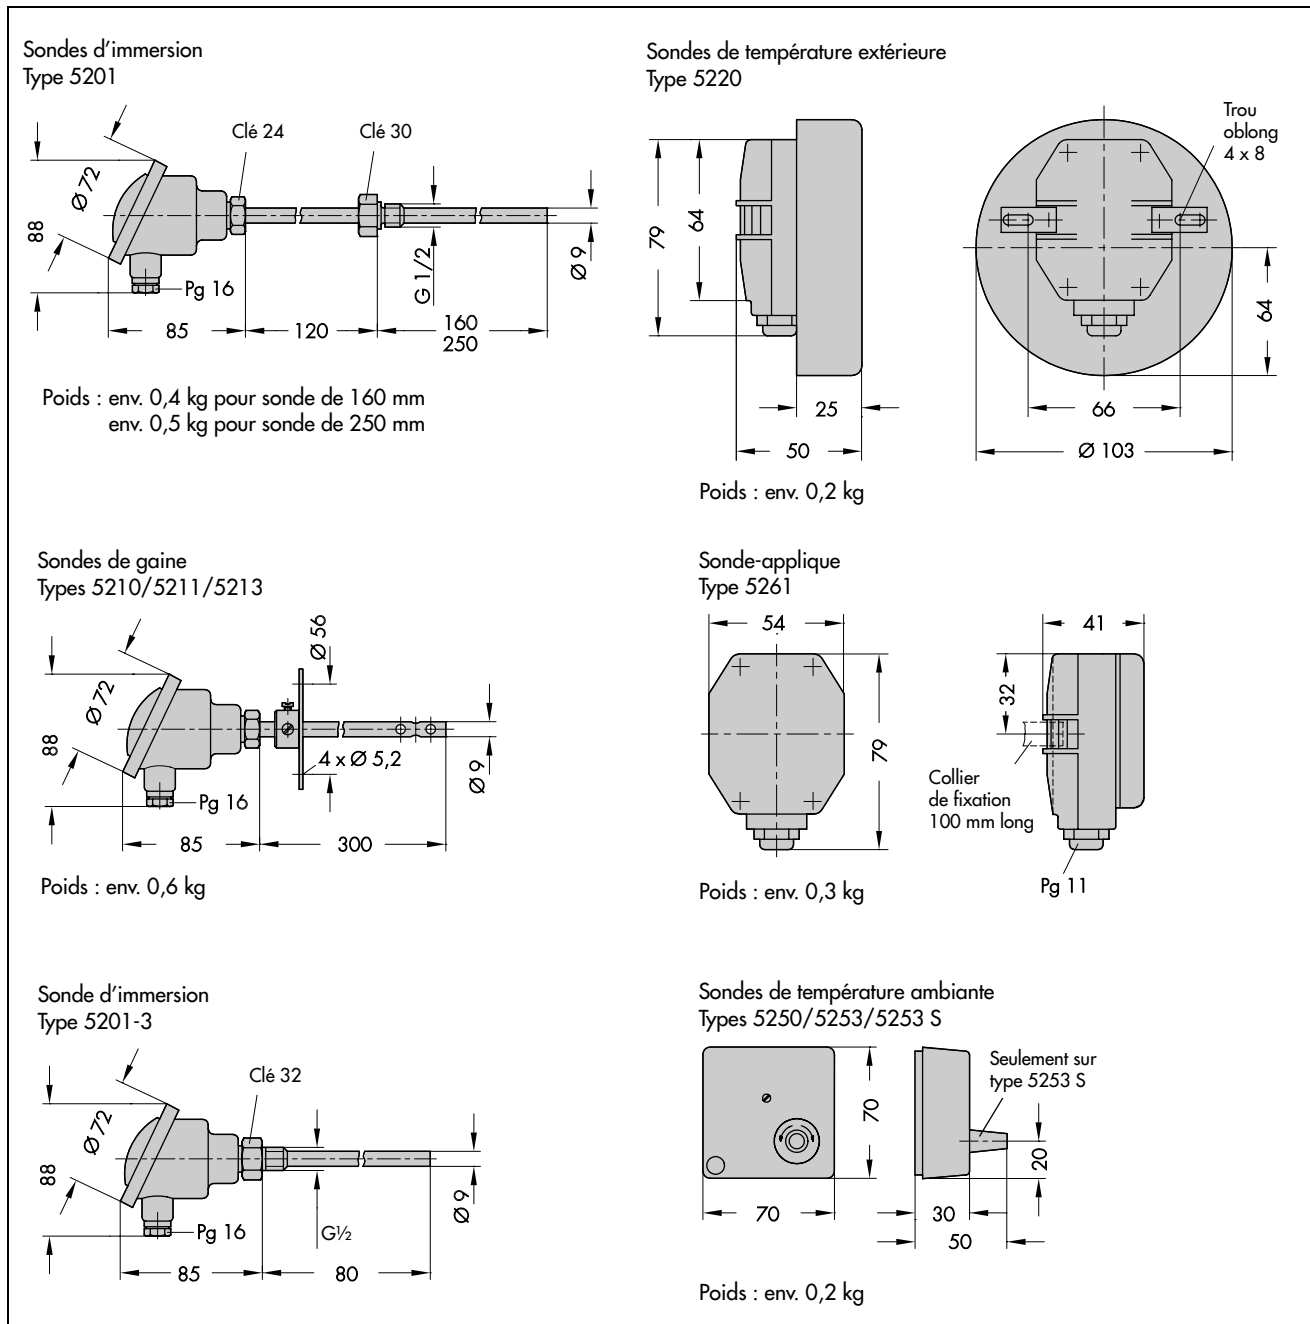 Sondes d'immersion
Type 5201
Clé 24
Clé 30
Ø 72
88
Pg 16
G 1/2
Ø 9
85
120
160
250
Poids : env. 0,4 kg pour sonde de 160 mm
env. 0,5 kg pour sonde de 250 mm
Sondes de température extérieure
Type 5220
Trou
oblong
4 x 8
79
64
64
25
50
66
Ø 103
Poids : env. 0,2 kg
Sondes de gaine
Types 5210/5211/5213
Ø 56
Ø 72
88
4 x Ø 5,2
Ø 9
Pg 16
85
300
Poids : env. 0,6 kg
Sonde-applique
Type 5261
54
41
32
79
Collier
de fixation
100 mm long
Pg 11
Poids : env. 0,3 kg
Sonde d'immersion
Type 5201-3
Clé 32
Ø 72
88
Ø 9
Pg 16
G½
85
80
Sondes de température ambiante
Types 5250/5253/5253 S
Seulement sur
type 5253 S
70
20
70
30
50
Poids : env. 0,2 kg